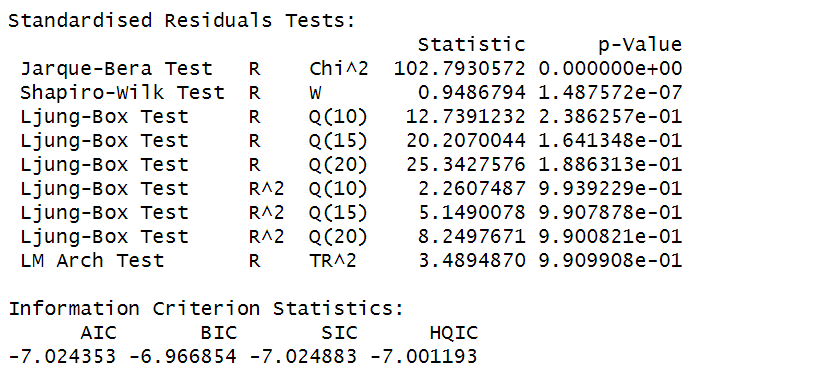 Standardised Residuals Tests:
                                Statistic      p-Value
 Jarque-Bera Test   R    Chi^2  102.7930572 0.000000e+00
 Shapiro-Wilk Test  R    W        0.9486794 1.487572e-07
 Ljung-Box Test     R    Q(10)   12.7391232 2.386257e-01
 Ljung-Box Test     R    Q(15)   20.2070044 1.641348e-01
 Ljung-Box Test     R    Q(20)   25.3427576 1.886313e-01
 Ljung-Box Test     R^2  Q(10)    2.2607487 9.939229e-01
 Ljung-Box Test     R^2  Q(15)    5.1490078 9.907878e-01
 Ljung-Box Test     R^2  Q(20)    8.2497671 9.900821e-01
 LM Arch Test       R    TR^2     3.4894870 9.909908e-01

Information Criterion Statistics:
      AIC       BIC       SIC      HQIC
-7.024353 -6.966854 -7.024883 -7.001193